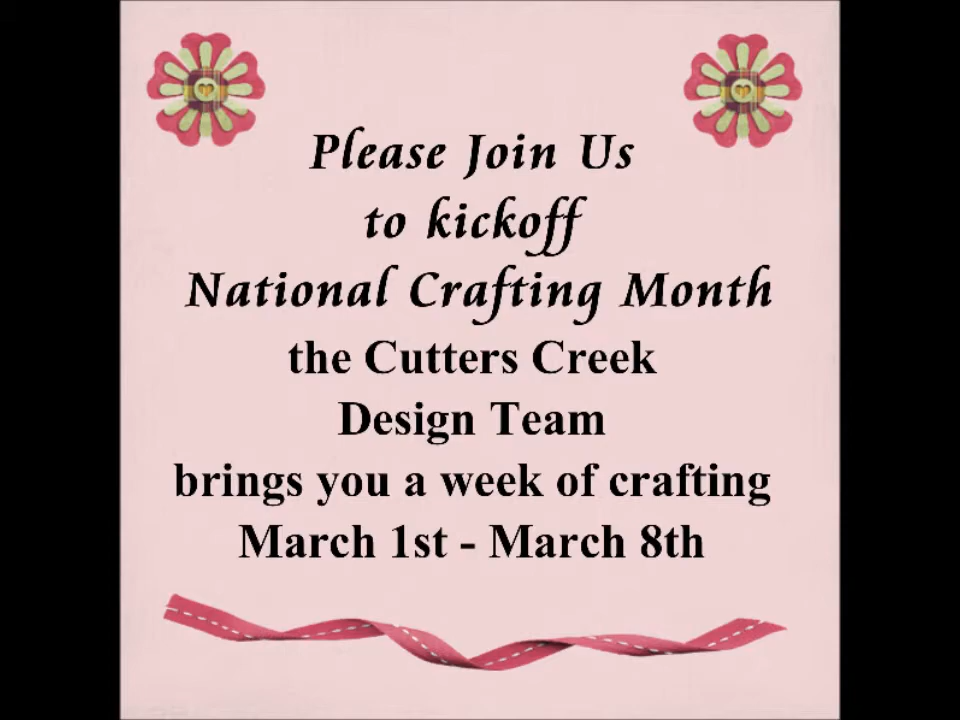 Please Join Us
to kickoff
National Crafting Month
the Cutters Creek
Design Team
brings you a week of crafting
March 1st - March 8th